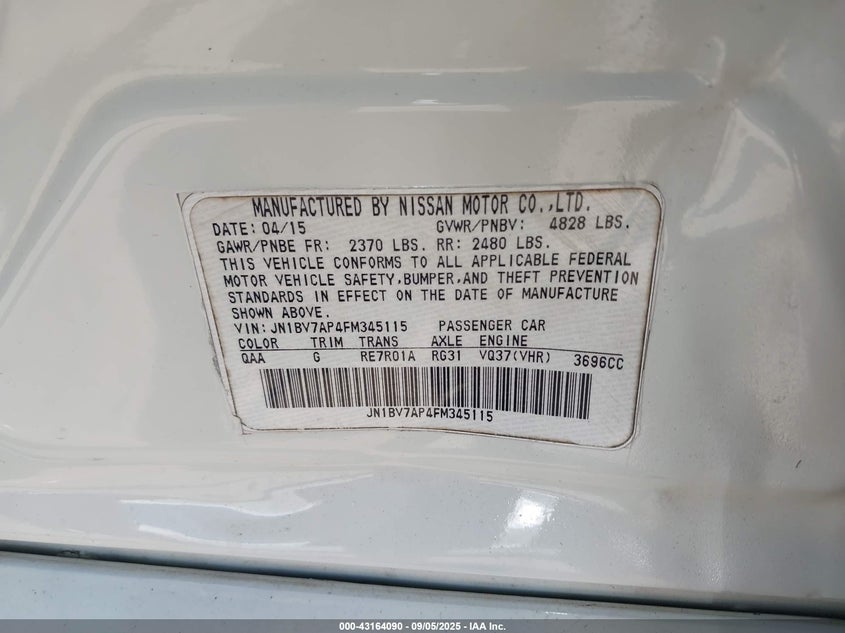 MANUFACTURED BY NISSAN MOTOR CO.,LTD.
DATE: 04/15 GVWR/PNBV: 4828 LBS.
GAWR/PNBE FR: 2370 LBS. RR: 2480 LBS.
THIS VEHICLE CONFORMS TO ALL APPLICABLE FEDERAL
MOTOR VEHICLE SAFETY,BUMPER,AND THEFT PREVENTION
STANDARDS IN EFFECT ON THE DATE OF MANUFACTURE
SHOWN ABOVE.
VIN: JN1BV7AP4FM345115 PASSENGER CAR
COLOR TRIM TRANS AXLE ENGINE
QAA G RE7R01A RG31 VQ37(VHR) 3696CC
JN1BV7AP4FM345115
000-43164090 - 09/05/2025 - IAA Inc.